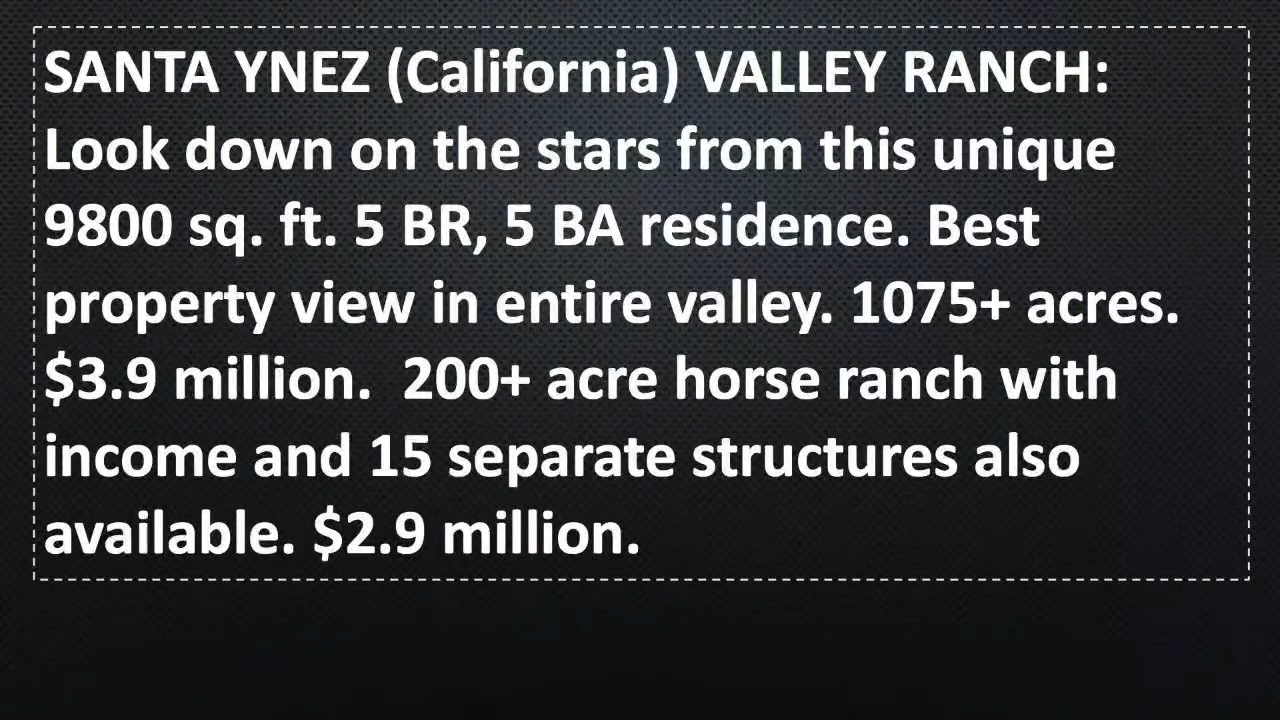 SANTA YNEZ (California) VALLEY RANCH:
Look down on the stars from this unique
9800 sq. ft. 5 BR, 5 BA residence. Best
property view in entire valley. 1075+ acres.
$3.9 million.  200+ acre horse ranch with
income and 15 separate structures also
available. $2.9 million.